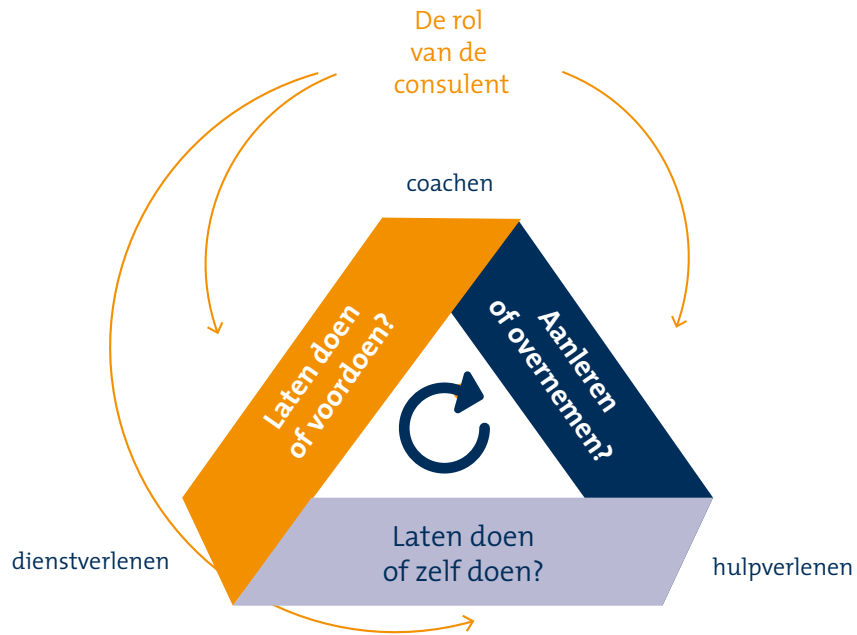 De rol
van de
consulent
coachen
Laten doen
of voordoen?
Aanleren
of overnemen?
Laten doen
of zelf doen?
dienstverlenen
hulpverlenen